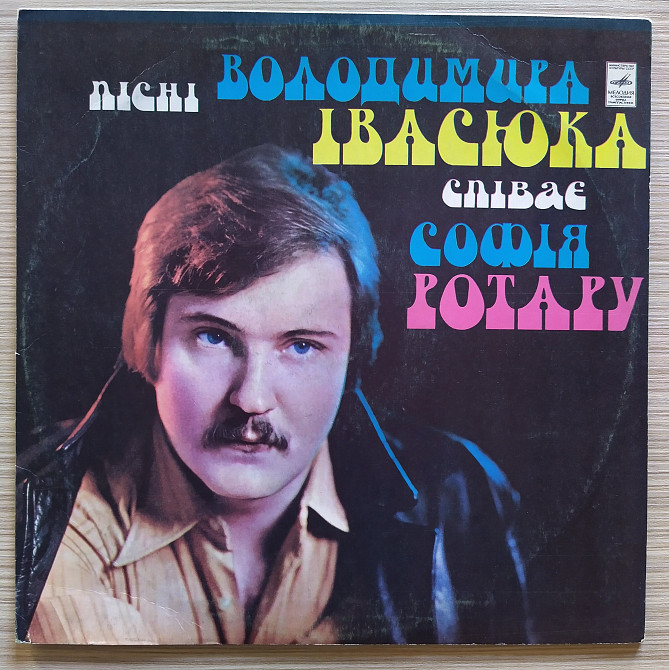 ПІСНІ ВОЛОДИМИРА
ІВАСЮКА
СПІВАЄ
СОФІЯ
РОТАРУ
МЕЛОДИЯ